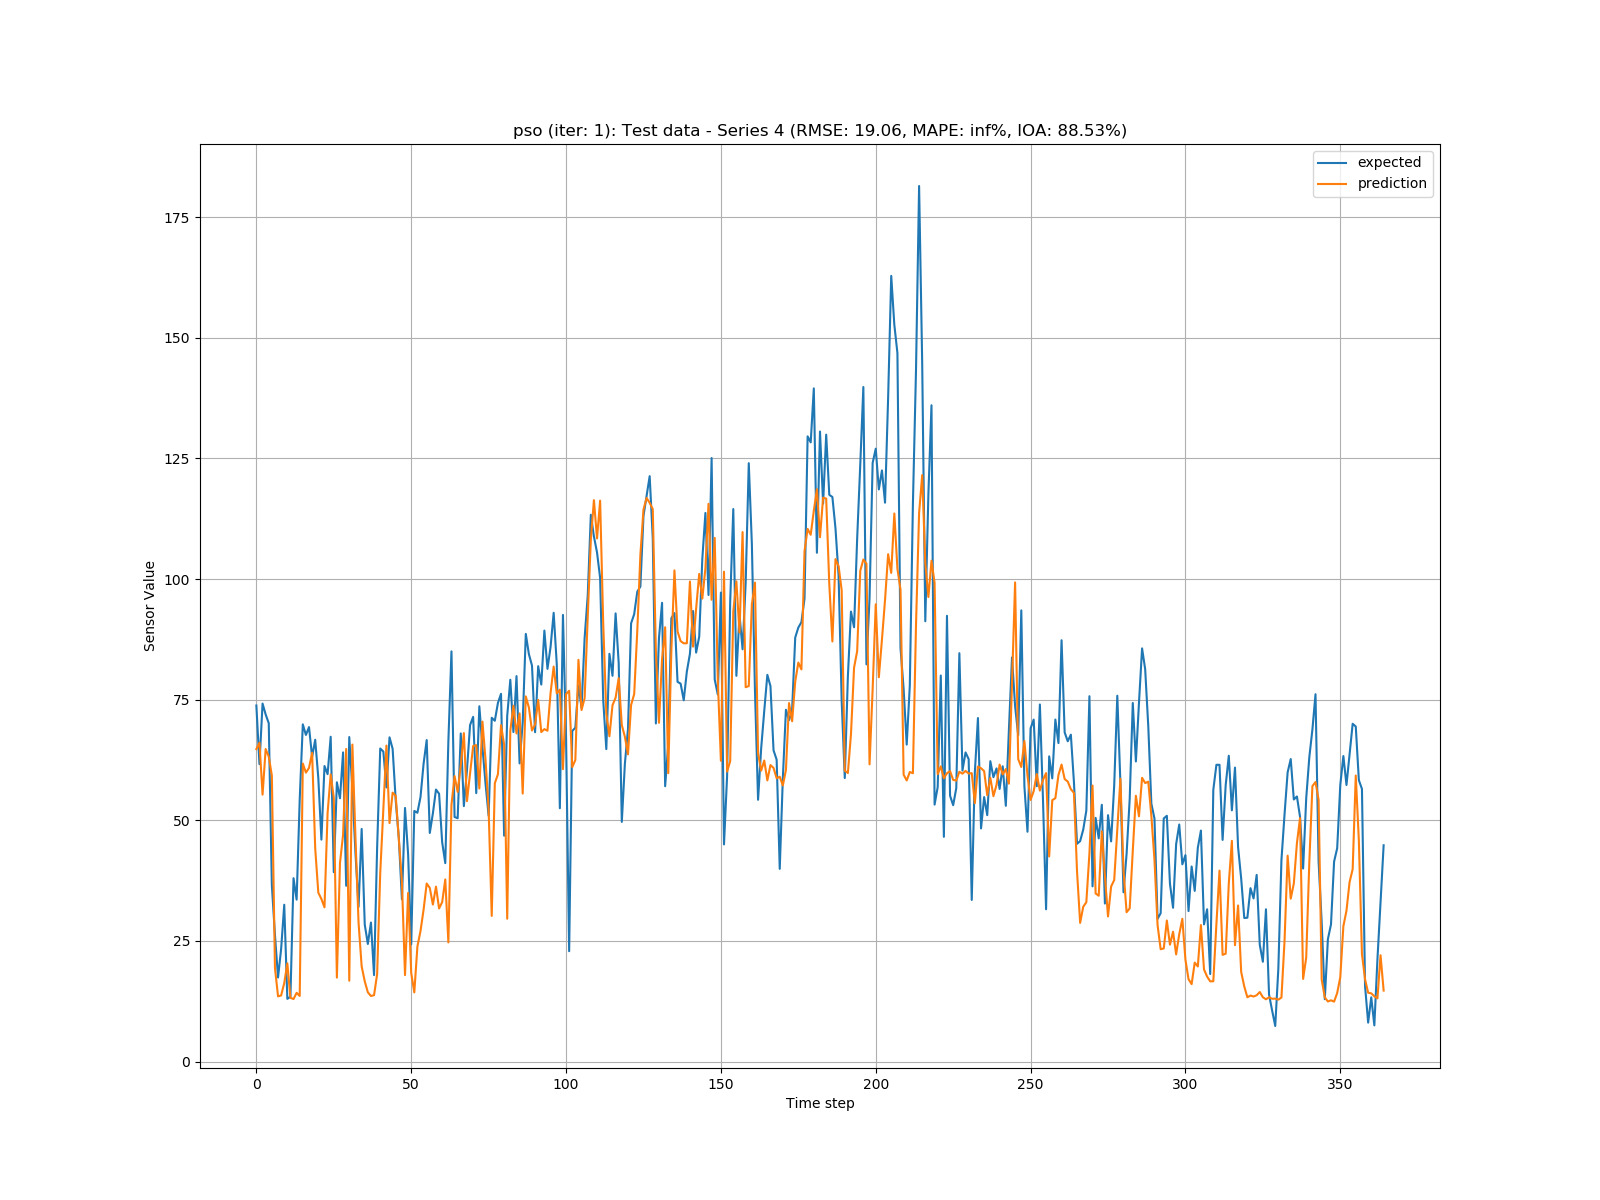 pso (iter: 1): Test data - Series 4 (RMSE: 19.06, MAPE: inf%, IOA: 88.53%)
expected
prediction
175
150
125
100
75
50
25
0
Sensor Value
0 50 100 150 200 250 300 350
Time step